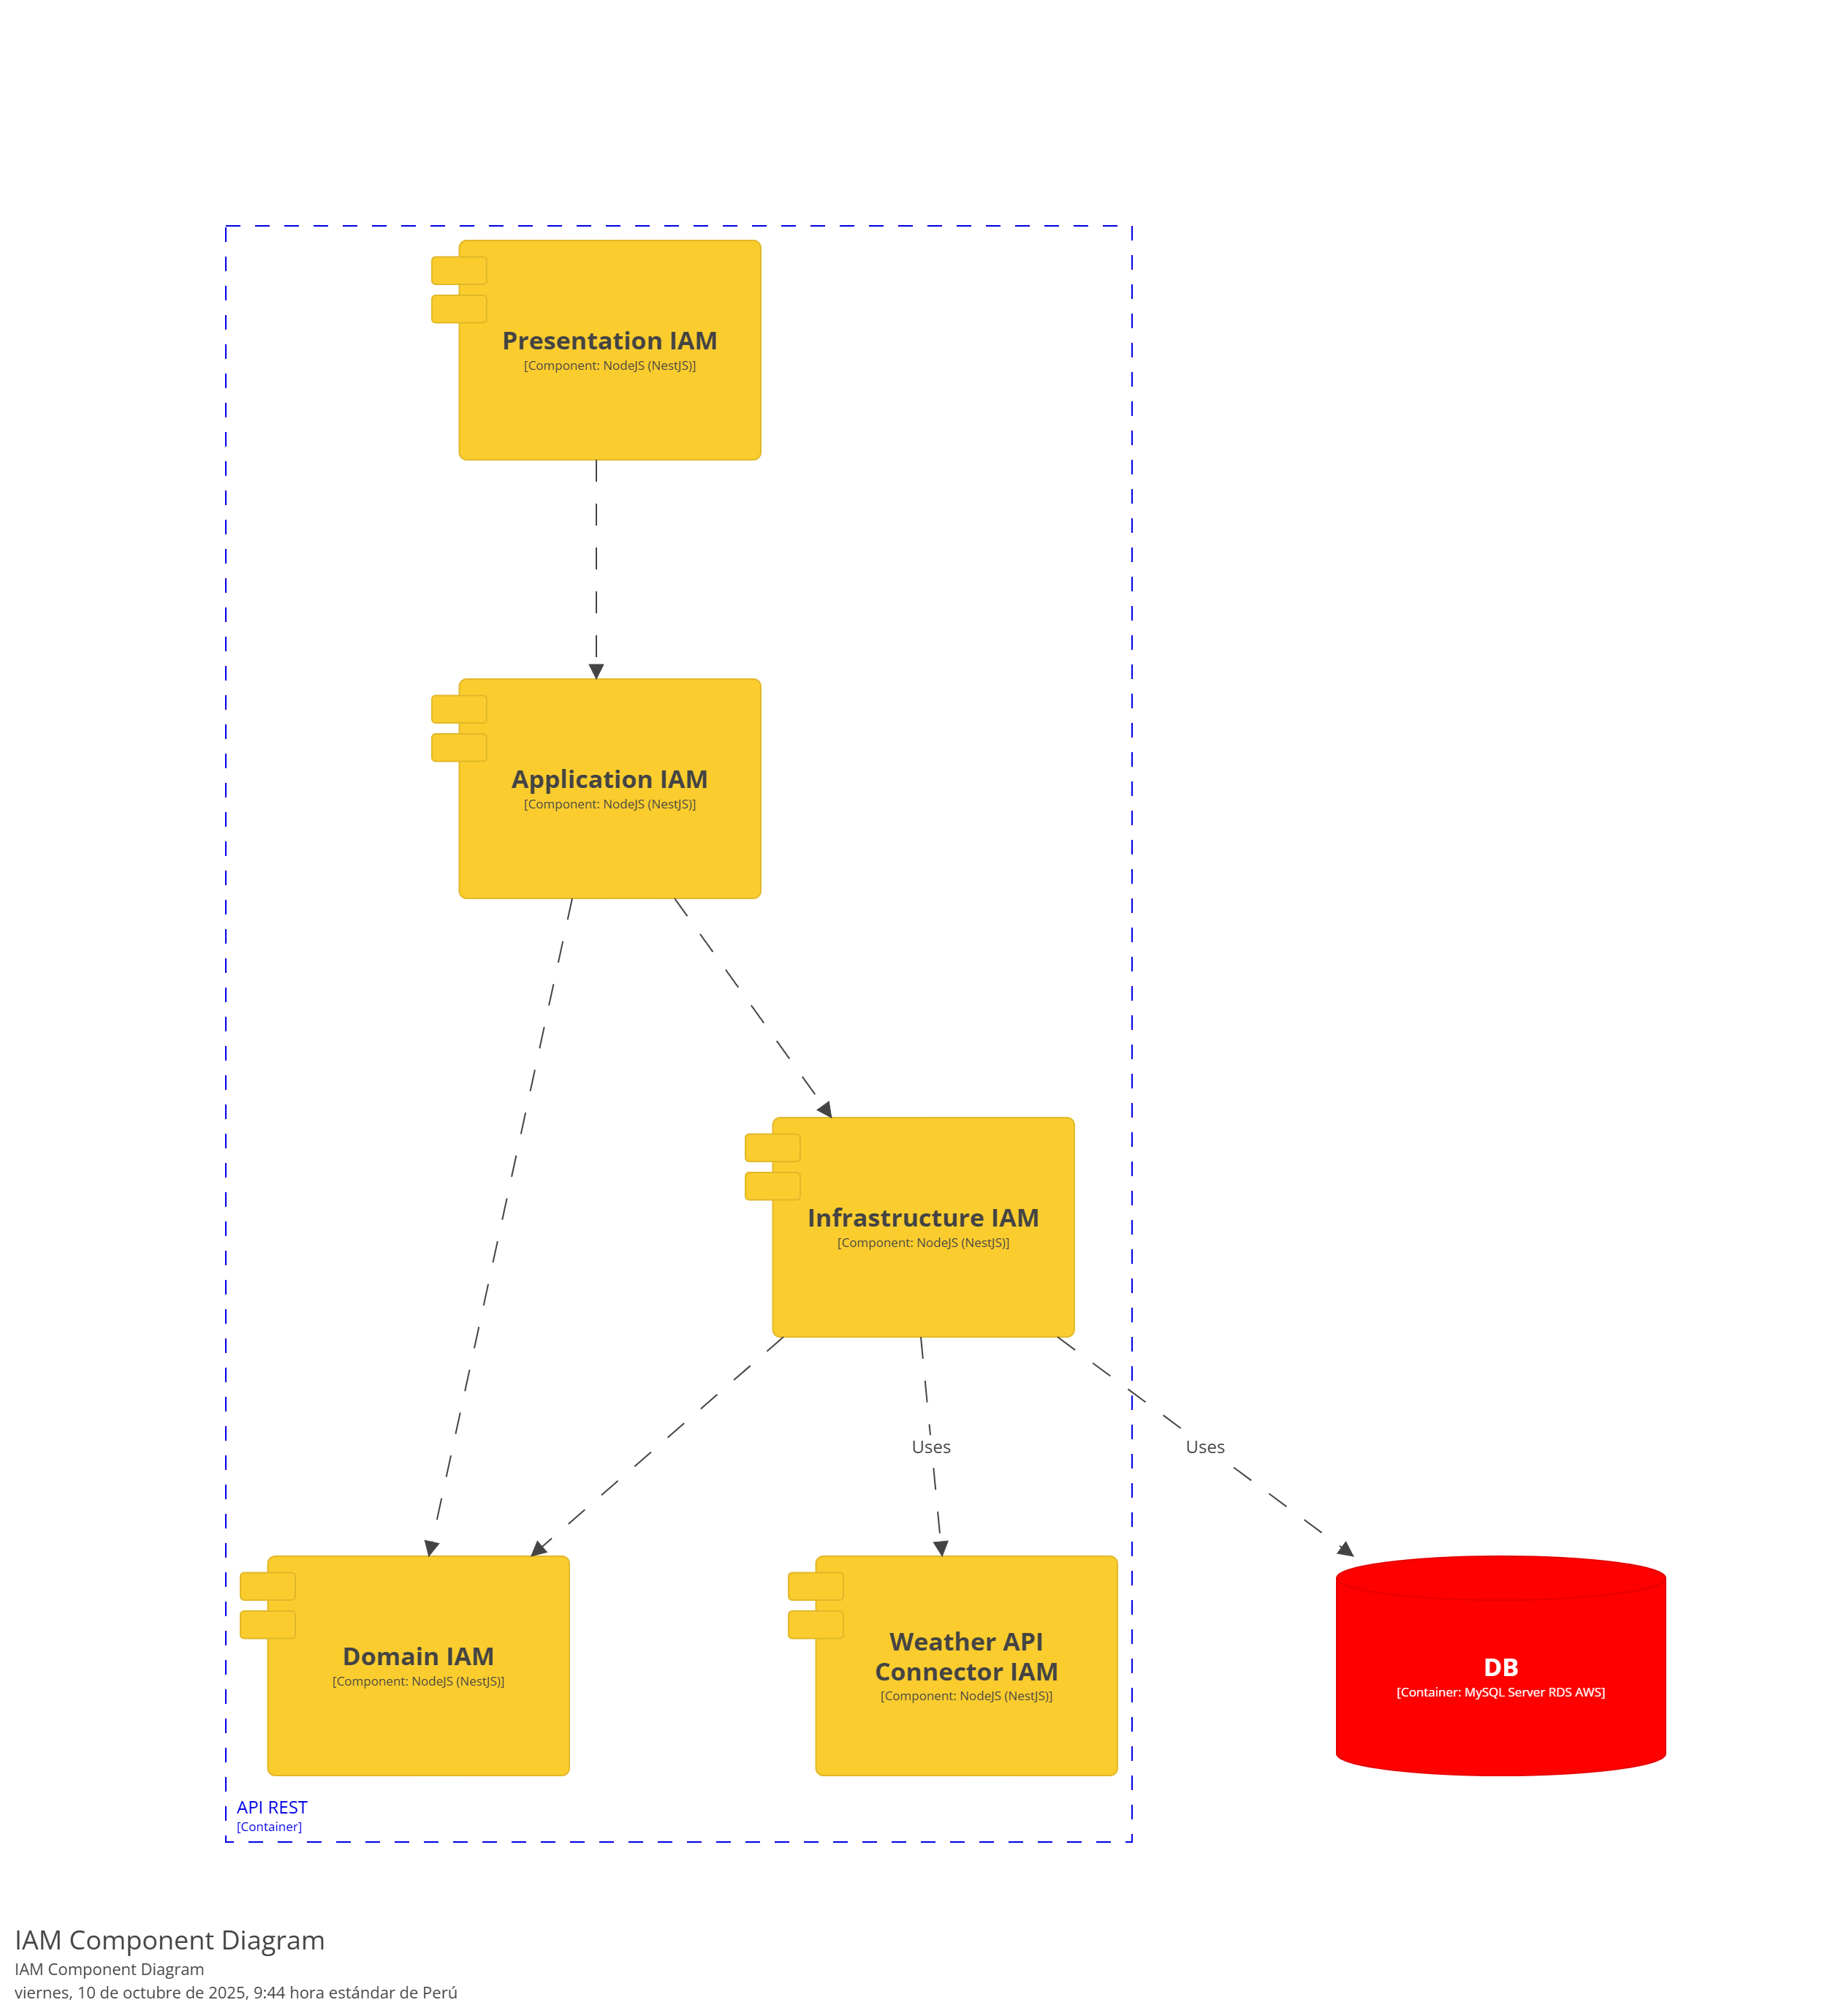 Presentation IAM
[Component: NodeJS (NestJS)]
Application IAM
[Component: NodeJS (NestJS)]
Infrastructure IAM
[Component: NodeJS (NestJS)]
Uses
Uses
Domain IAM
[Component: NodeJS (NestJS)]
Weather API
Connector IAM
[Component: NodeJS (NestJS)]
DB
[Container: MySQL Server RDS AWS]
API REST
[Container]
IAM Component Diagram
IAM Component Diagram
viernes, 10 de octubre de 2025, 9:44 hora estándar de Perú